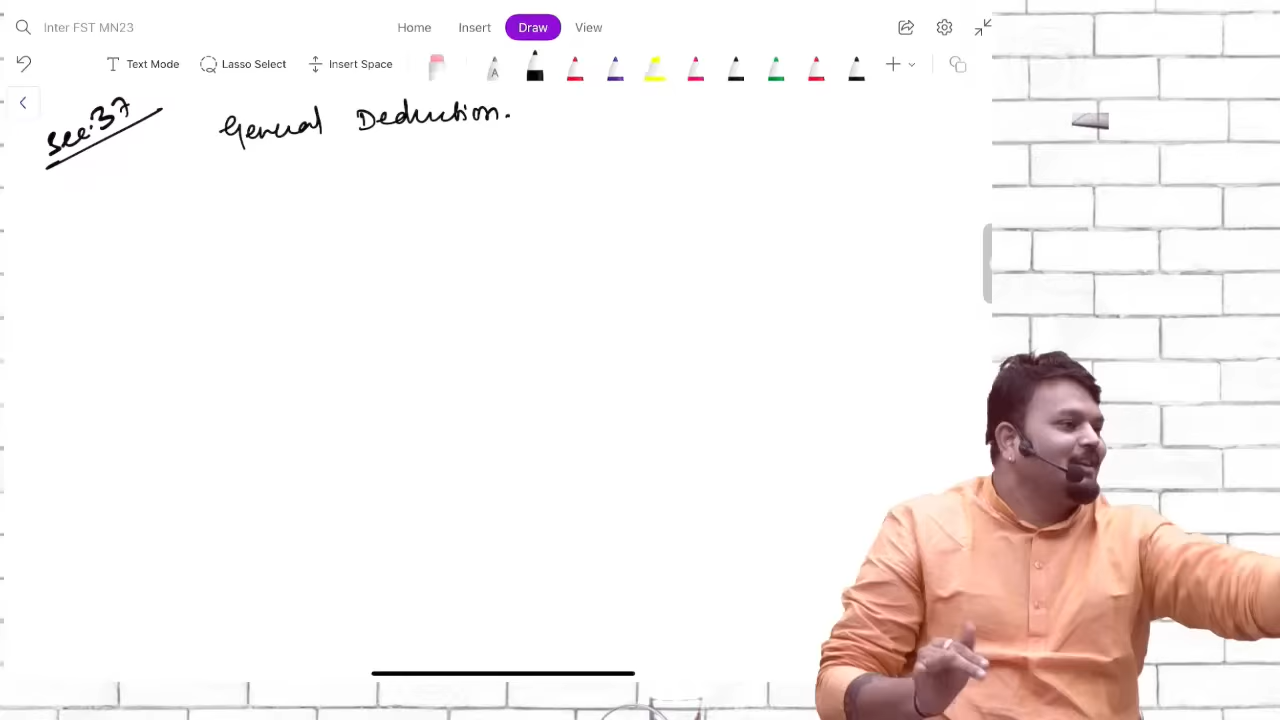 Inter FST MN23
Home Insert Draw View
Text Mode Lasso Select Insert Space
A
Sec.37 General Deduction.